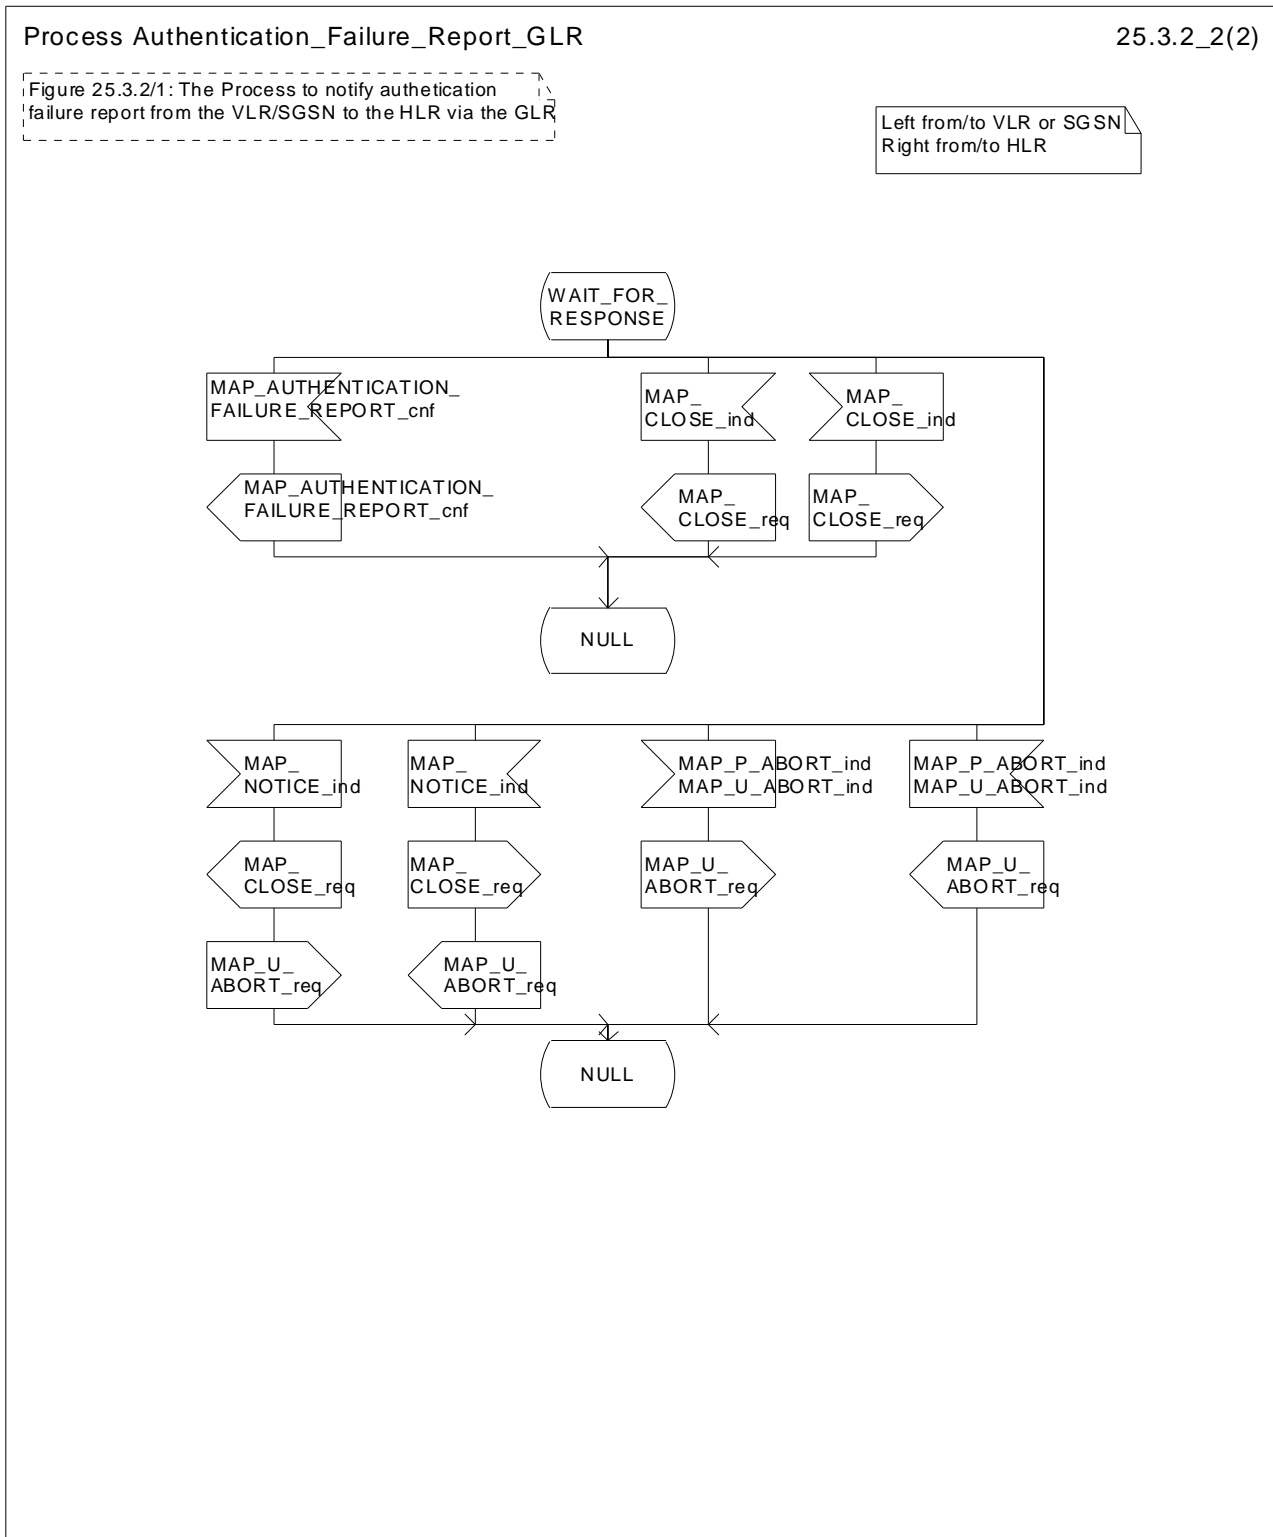 Process Authentication_Failure_Report_GLR
25.3.2_2(2)
Figure 25.3.2/1: The Process to notify authetication
failure report from the VLR/SGSN to the HLR via the GLR
Left from/to VLR or SGSN
Right from/to HLR
WAIT_FOR_
RESPONSE
MAP_AUTHENTICATION_
FAILURE_REPORT_cnf
MAP_
CLOSE_ind
MAP_
CLOSE_ind
MAP_AUTHENTICATION_
FAILURE_REPORT_cnf
MAP_
CLOSE_req
MAP_
CLOSE_req
NULL
MAP_
NOTICE_ind
MAP_
NOTICE_ind
MAP_P_ABORT_ind
MAP_U_ABORT_ind
MAP_P_ABORT_ind
MAP_U_ABORT_ind
MAP_
CLOSE_req
MAP_
CLOSE_req
MAP_U_
ABORT_req
MAP_U_
ABORT_req
MAP_U_
ABORT_req
MAP_U_
ABORT_req
NULL